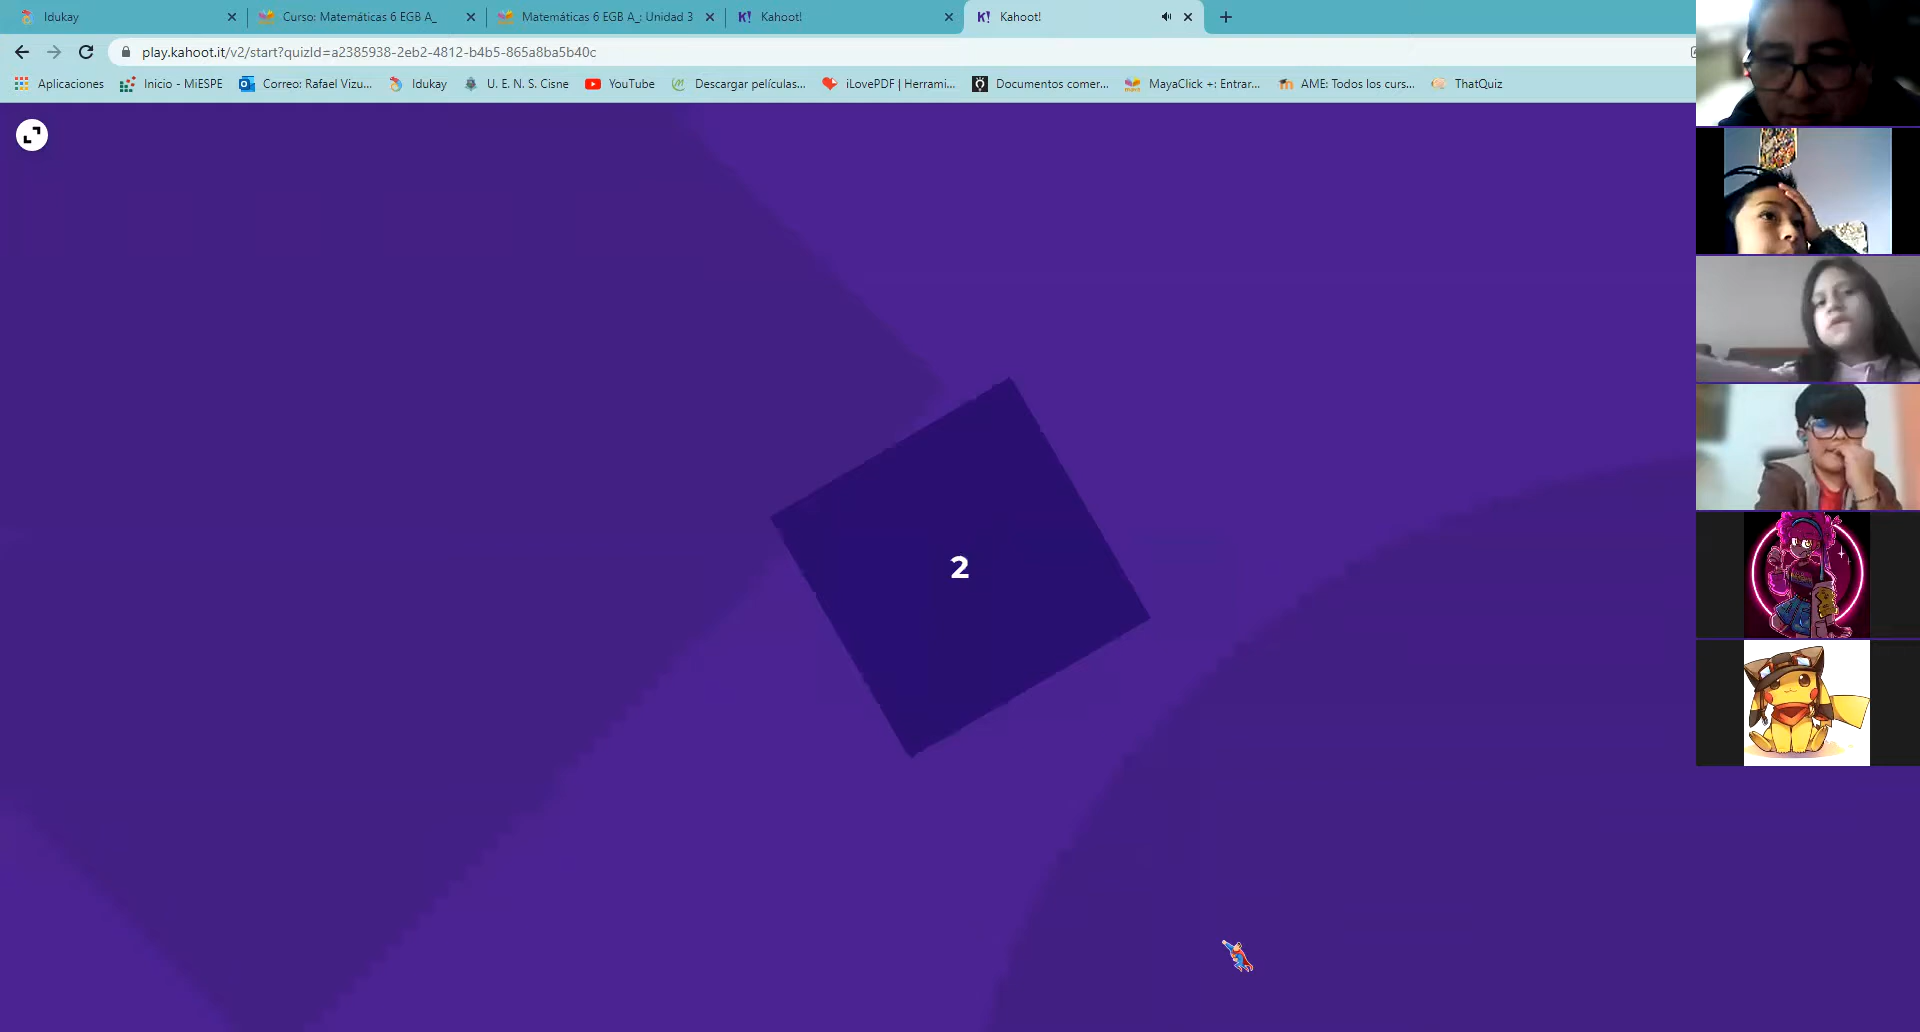 Idukay
Curso: Matemáticas 6 EGB A_
Matemáticas 6 EGB A_: Unidad 3
K! Kahoot!
K! Kahoot!
play.kahoot.it/v2/start?quizId=a2385938-2eb2-4812-b4b5-865a8ba5b40c
Aplicaciones
Inicio - MiESPE
Correo: Rafael Vizu...
Idukay
U. E. N. S. Cisne
YouTube
Descargar películas...
iLovePDF | Herrami...
Documentos comer...
MayaClick +: Entrar...
AME: Todos los curs...
ThatQuiz
2